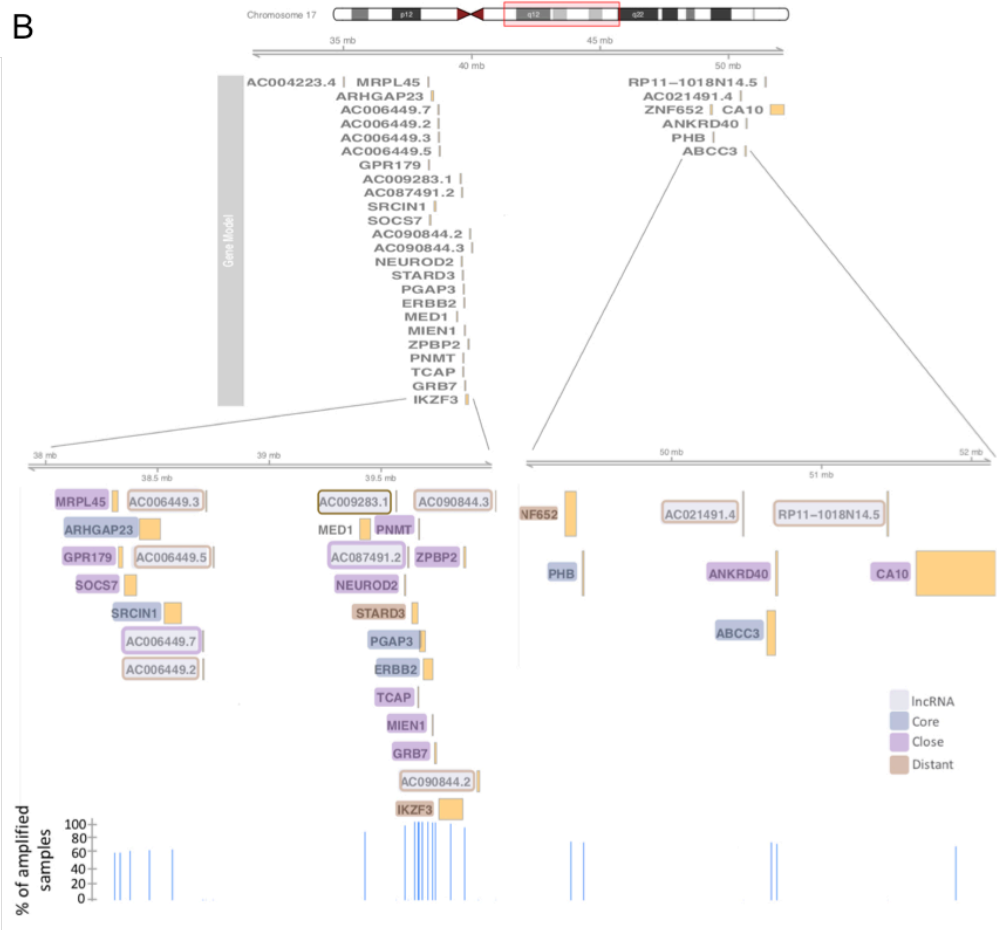 B
Chromosome 17
p12
q12
q22
35 mb
45 mb
40 mb
50 mb
Gene Model
AC004223.4 MRPL45
ARHGAP23
AC006449.7
AC006449.2
AC006449.3
AC006449.5
GPR179
AC009283.1
AC087491.2
SRCIN1
SOCS7
AC090844.2
AC090844.3
NEUROD2
STARD3
PGAP3
ERBB2
MED1
MIEN1
ZPBP2
PNMT
TCAP
GRB7
IKZF3
RP11-1018N14.5
AC021491.4
ZNF652 CA10
ANKRD40
PHB
ABCC3
38 mb
39 mb
38.5 mb
39.5 mb
MRPL45 AC006449.3
ARHGAP23
GPR179 AC006449.5
SOCS7
SRCIN1
AC006449.7
AC006449.2
AC009283.1 AC090844.3
MED1 PNMT
AC087491.2 ZPBP2
NEUROD2
STARD3
PGAP3
ERBB2
TCAP
MIEN1
GRB7
AC090844.2
IKZF3
50 mb
52 mb
51 mb
NF652 AC021491.4 RP11-1018N14.5
PHB ANKRD40 CA10
ABCC3
lncRNA
Core
Close
Distant
% of amplified
samples
100
80
60
40
20
0